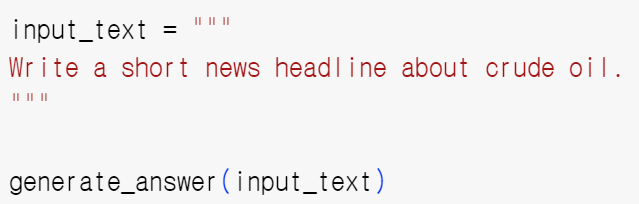 input_text = """
Write a short news headline about crude oil.
"""
generate_answer(input_text)